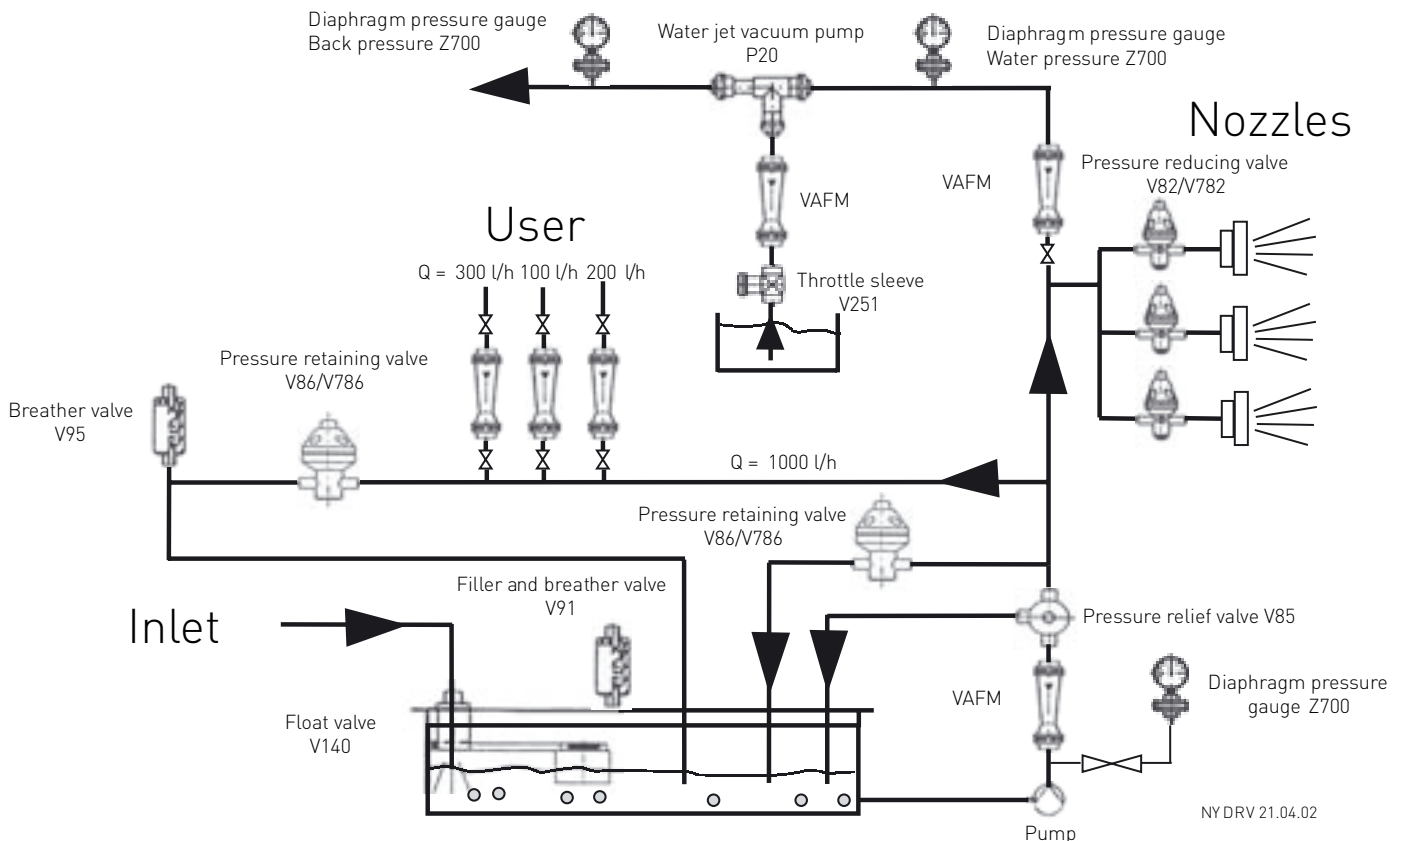 Diaphragm pressure gauge
Back pressure Z700
Water jet vacuum pump
P20
Diaphragm pressure gauge
Water pressure Z700
Nozzles
Pressure reducing valve
V82/V782
VAFM
VAFM
User
Q = 300 l/h 100 l/h 200 l/h
Throttle sleeve
V251
Pressure retaining valve
V86/V786
Breather valve
V95
Q = 1000 l/h
Pressure retaining valve
V86/V786
Filler and breather valve
V91
Inlet
Pressure relief valve V85
Float valve
V140
VAFM
Diaphragm pressure
gauge Z700
NY DRV 21.04.02
Pump